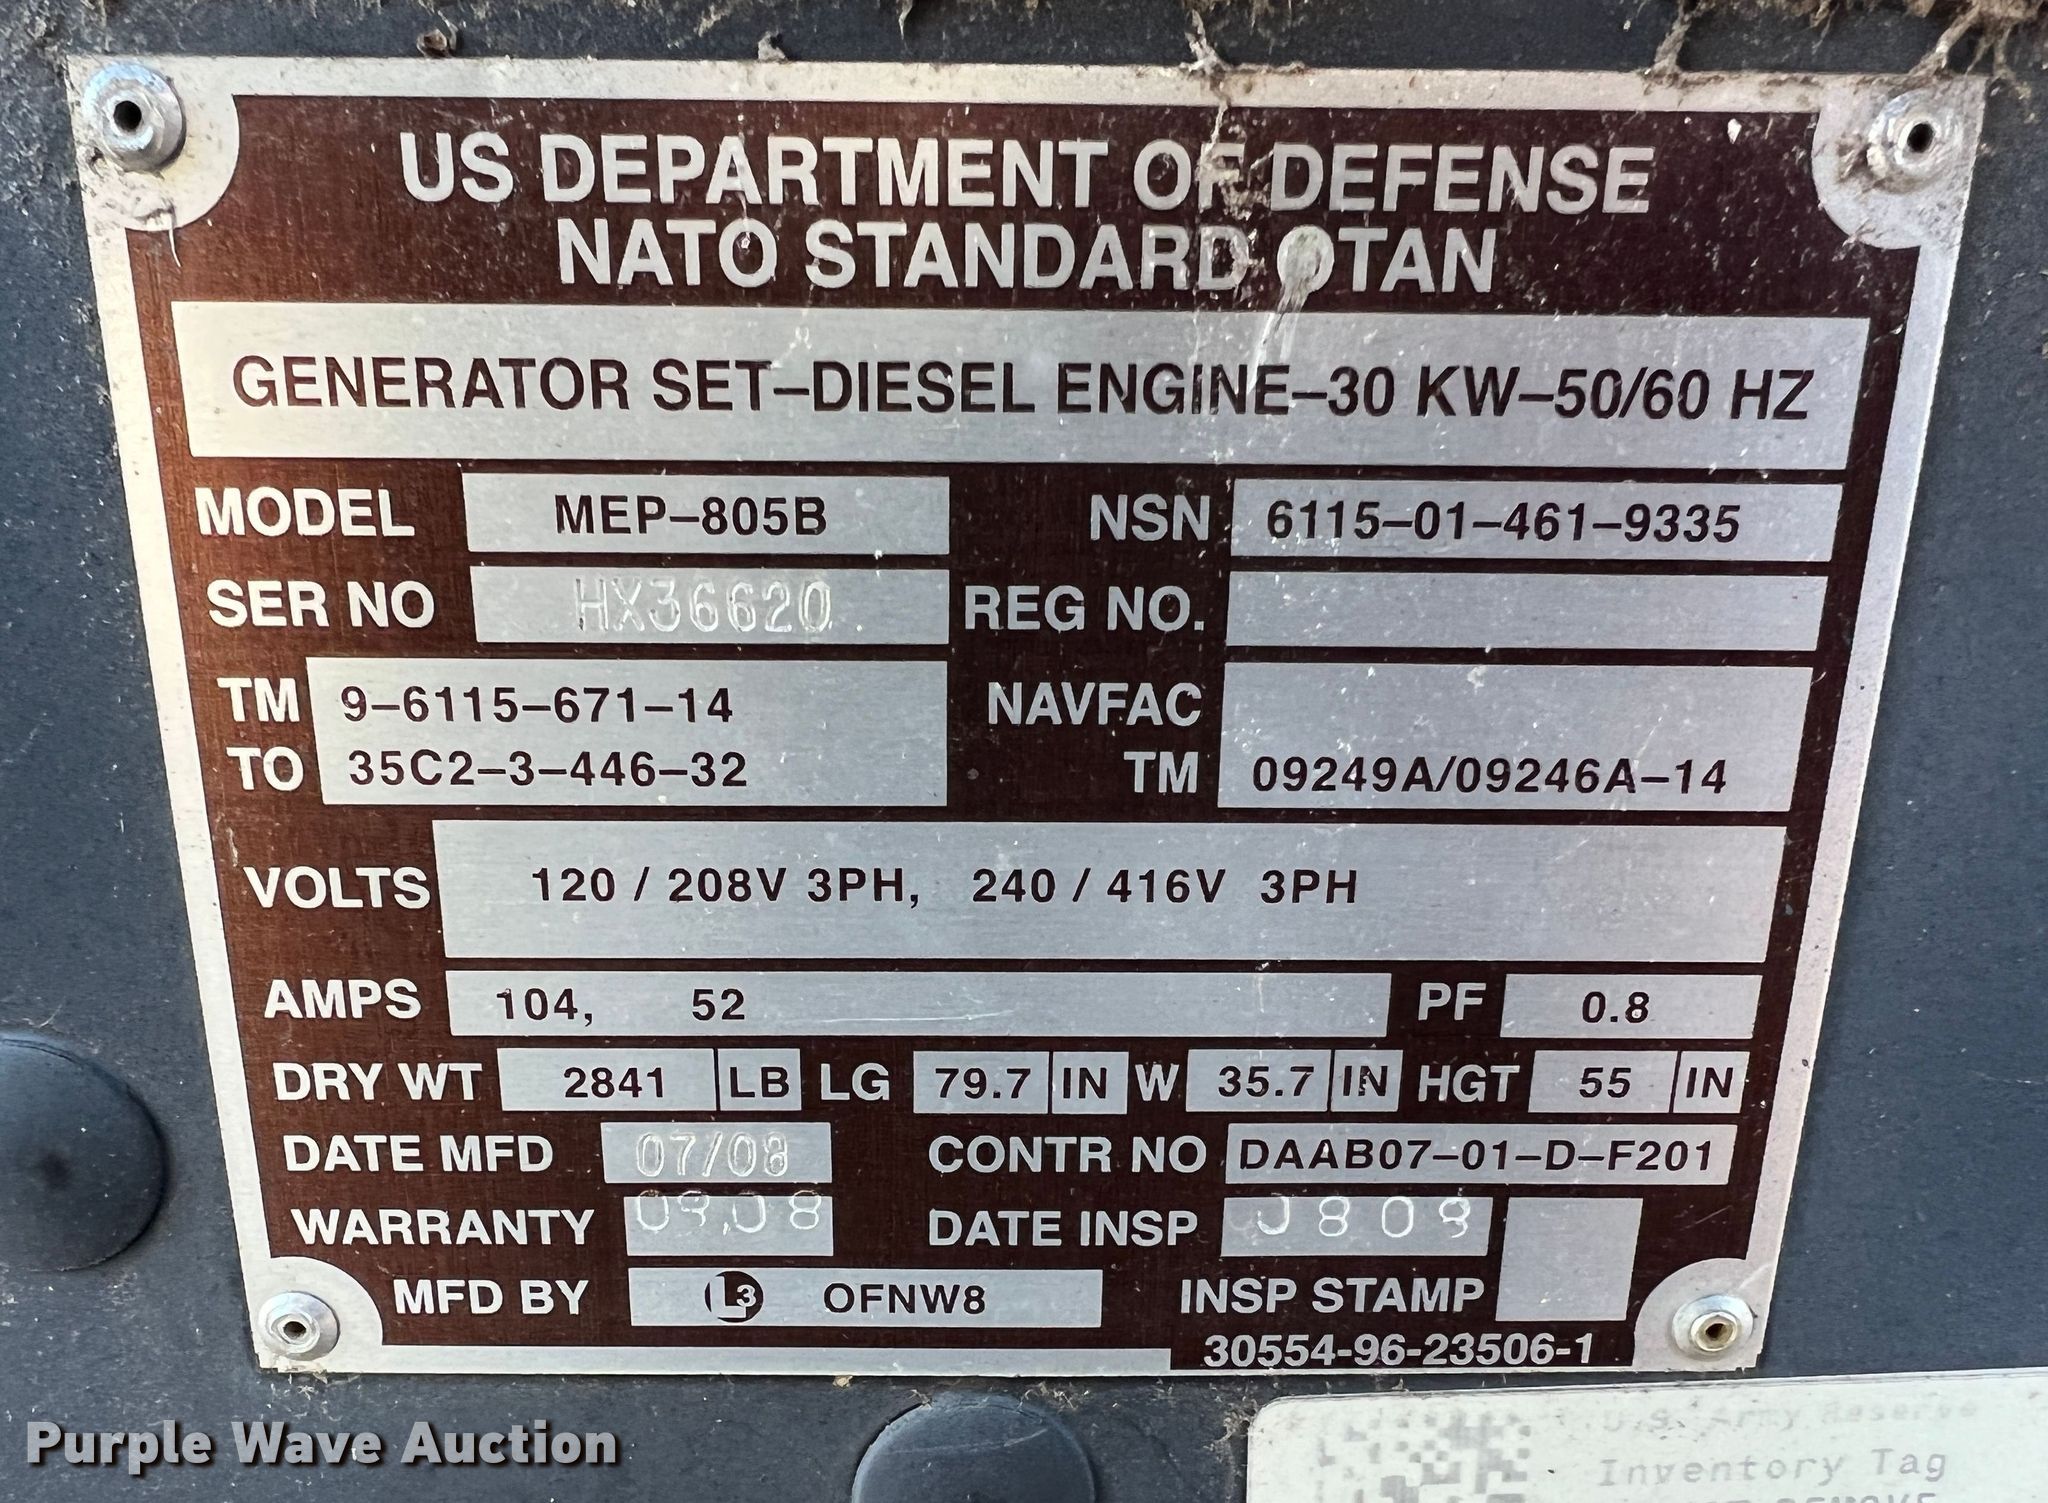 US DEPARTMENT OF DEFENSE
NATO STANDARD OTAN
GENERATOR SET–DIESEL ENGINE–30 KW–50/60 HZ
MODEL MEP–805B NSN 6115–01–461–9335
SER NO HX36620 REG NO.
TM 9–6115–671–14 NAVFAC
TO 35C2–3–446–32 TM 09249A/09246A–14
VOLTS 120 / 208V 3PH, 240 / 416V 3PH
AMPS 104, 52 PF 0.8
DRY WT 2841 LB LG 79.7 IN W 35.7 IN HGT 55 IN
DATE MFD 07/08 CONTR NO DAAB07–01–D–F201
WARRANTY DATE INSP
MFD BY L3 OFNW8 INSP STAMP
30554-96-23506-1
U.S. Army Reserve
Inventory Tag
Purple Wave Auction